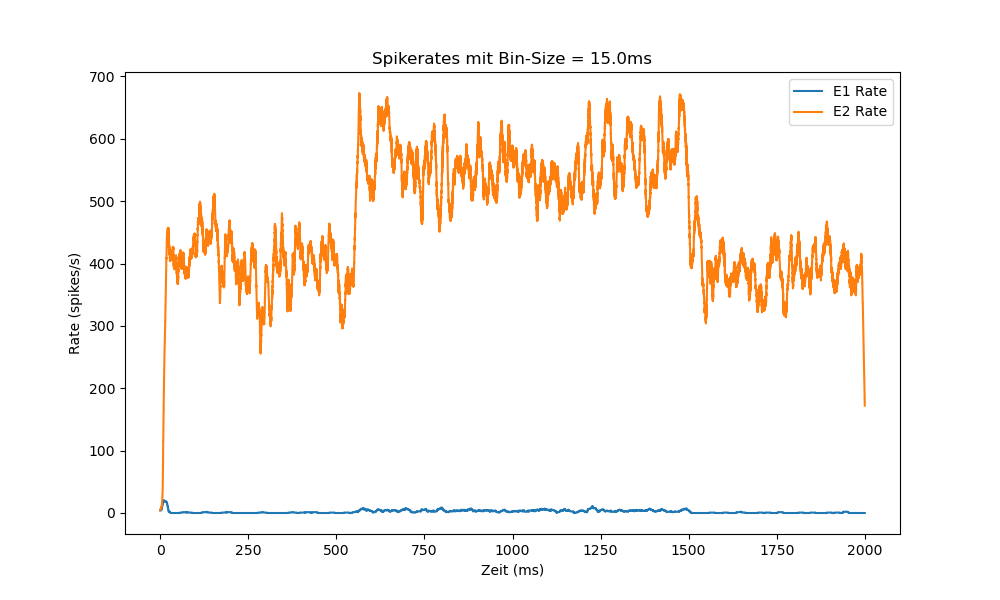 Spikerates mit Bin-Size = 15.0ms
E1 Rate
E2 Rate
700
600
500
400
300
200
100
0
Rate (spikes/s)
0 250 500 750 1000 1250 1500 1750 2000
Zeit (ms)